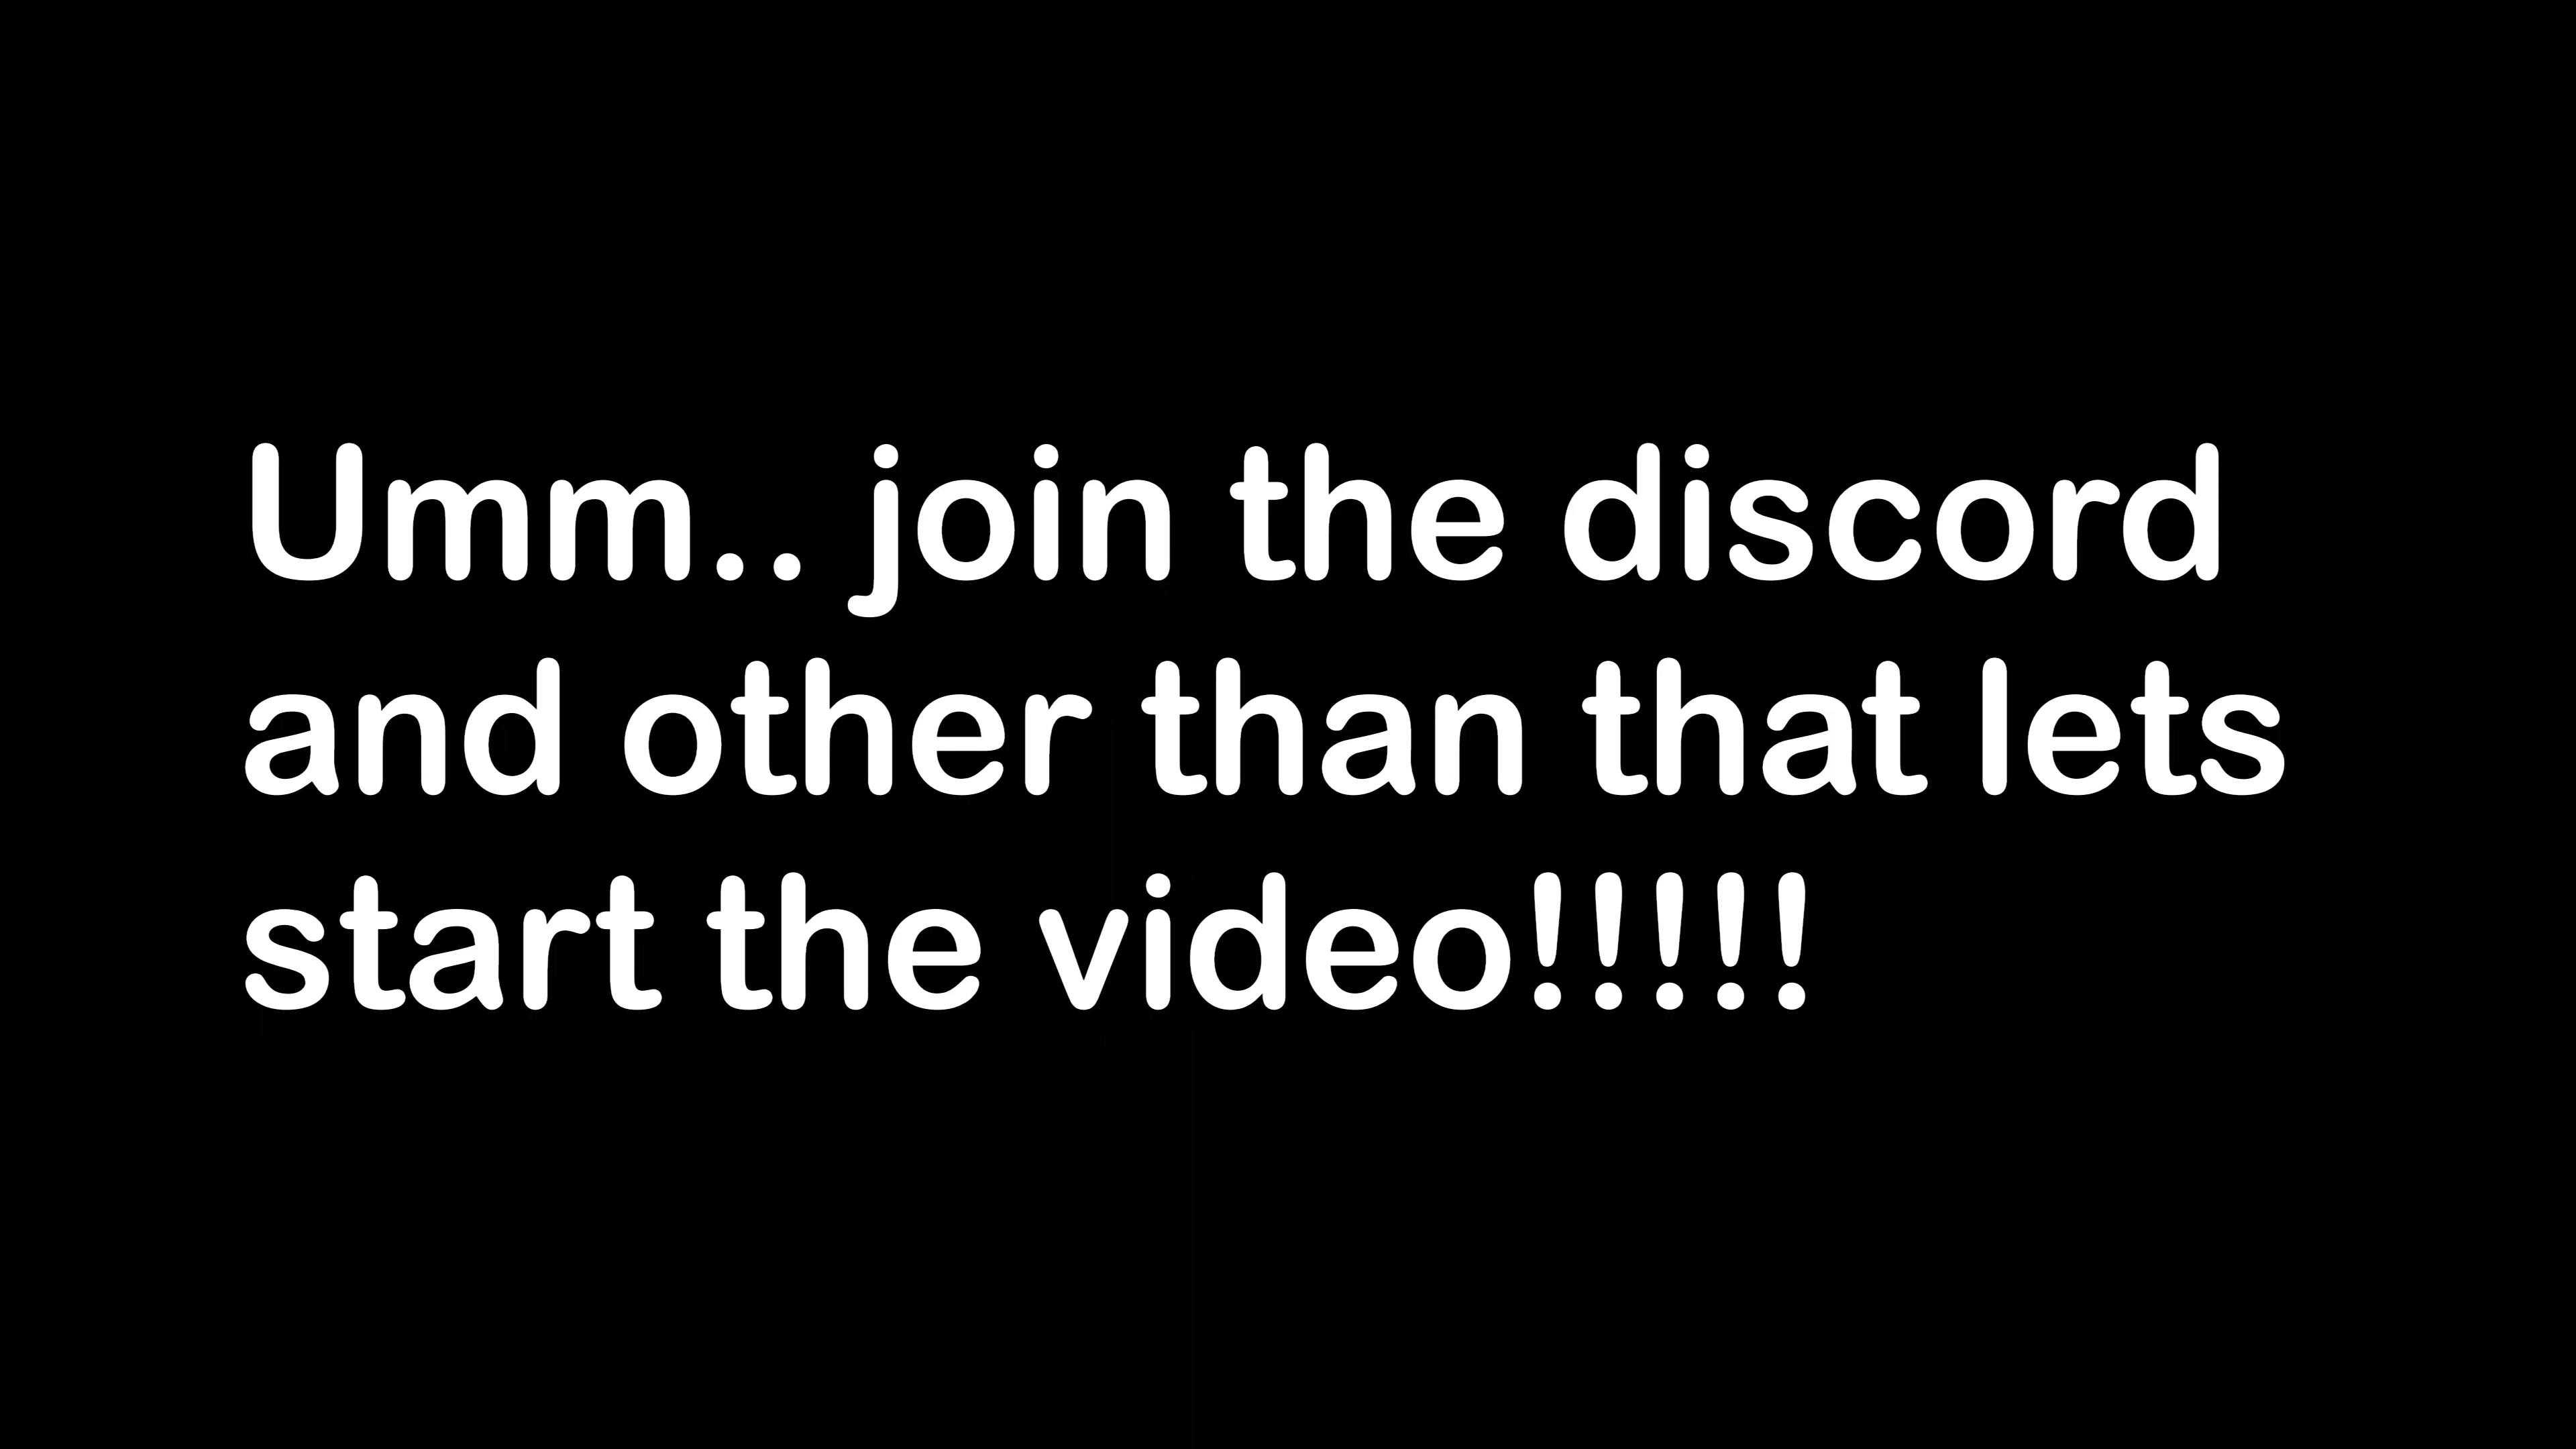 Umm.. join the discord
and other than that lets
start the video!!!!!